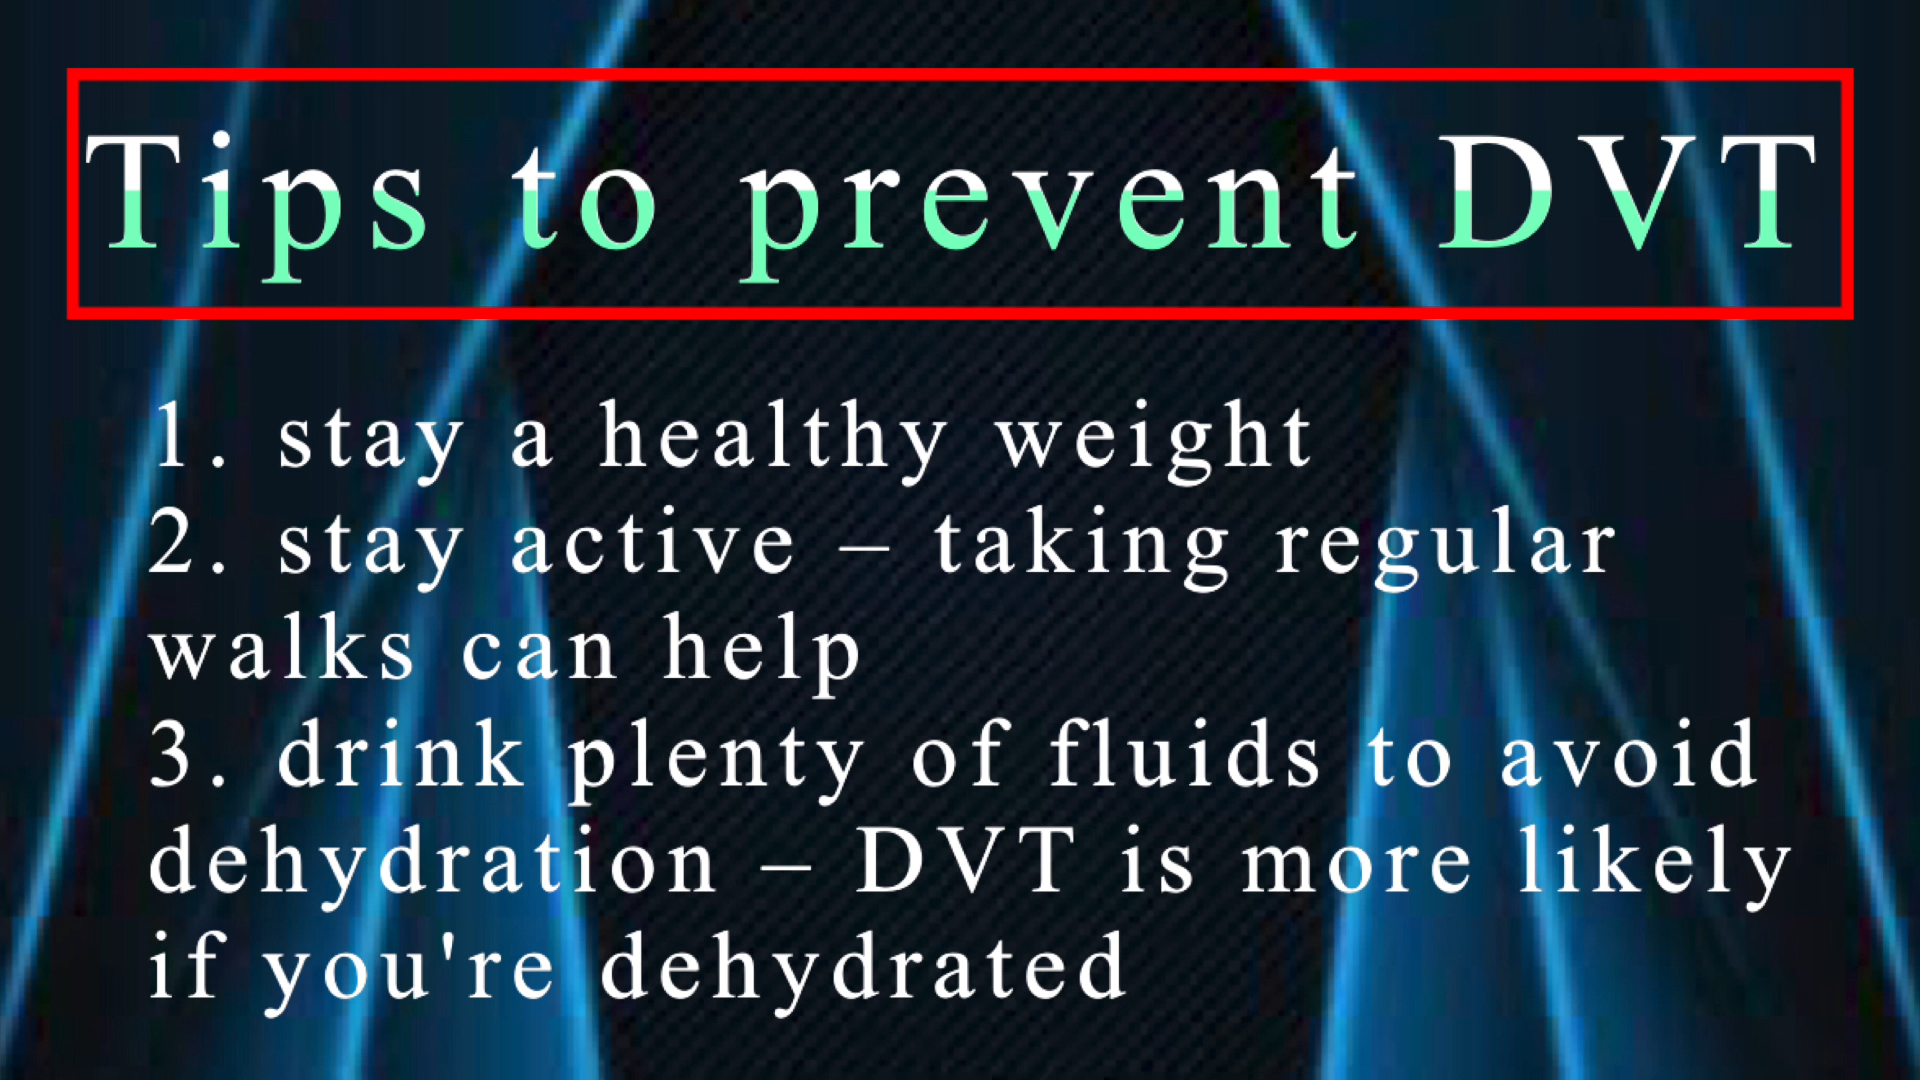 Tips to prevent DVT
1. stay a healthy weight
2. stay active – taking regular
walks can help
3. drink plenty of fluids to avoid
dehydration – DVT is more likely
if you're dehydrated